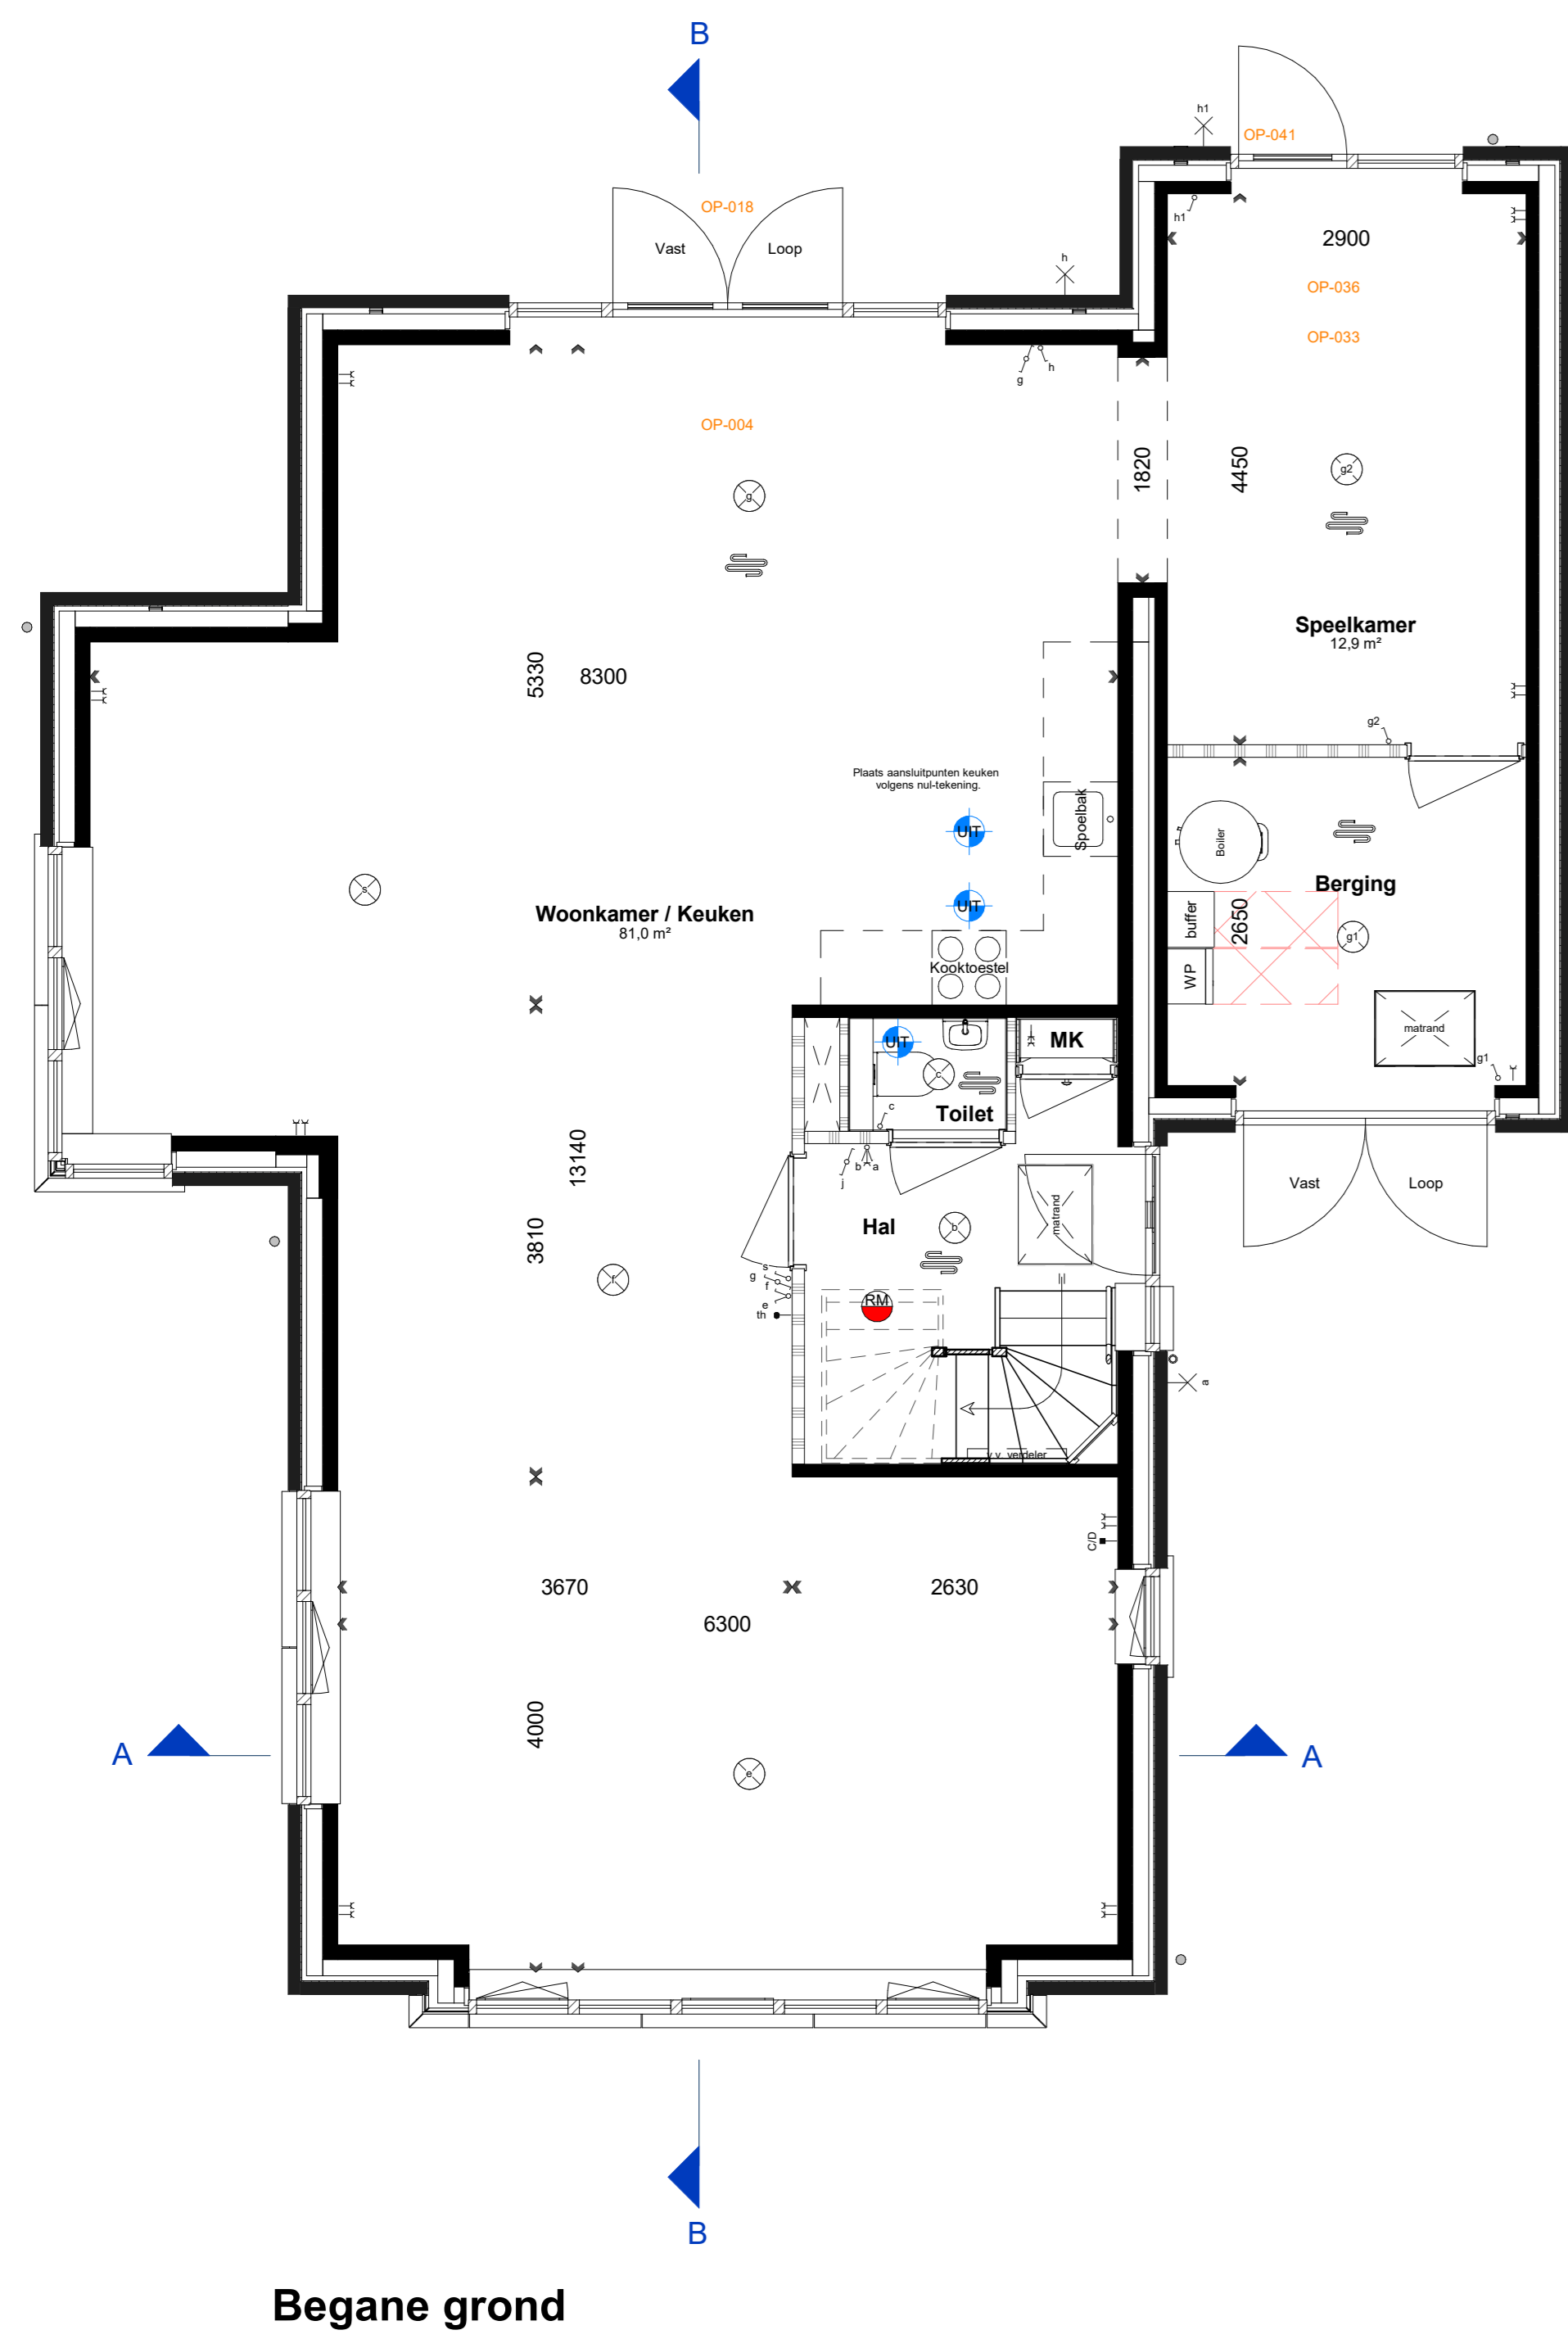 B
h1
OP-041
OP-018
h1
Vast
Loop
2900
h
OP-036
OP-033
g
h
OP-004
1820
4450
g2
g
Speelkamer
12,9 m²
5330
8300
g2
Plaats aansluitpunten keuken
volgens nul-tekening.
Spoelbak
UIT
Boiler
s
Berging
UIT
Woonkamer / Keuken
81,0 m²
buffer
2650
g1
Kooktoestel
WP
matrand
UIT
MK
g1
c
Toilet
c
13140
b
a
j
Vast
Loop
3810
Hal
b
matrand
s
g
f
f
e
th
RM
a
v.v. verdeler
C/D
3670
2630
6300
4000
A
A
e
B
Begane grond